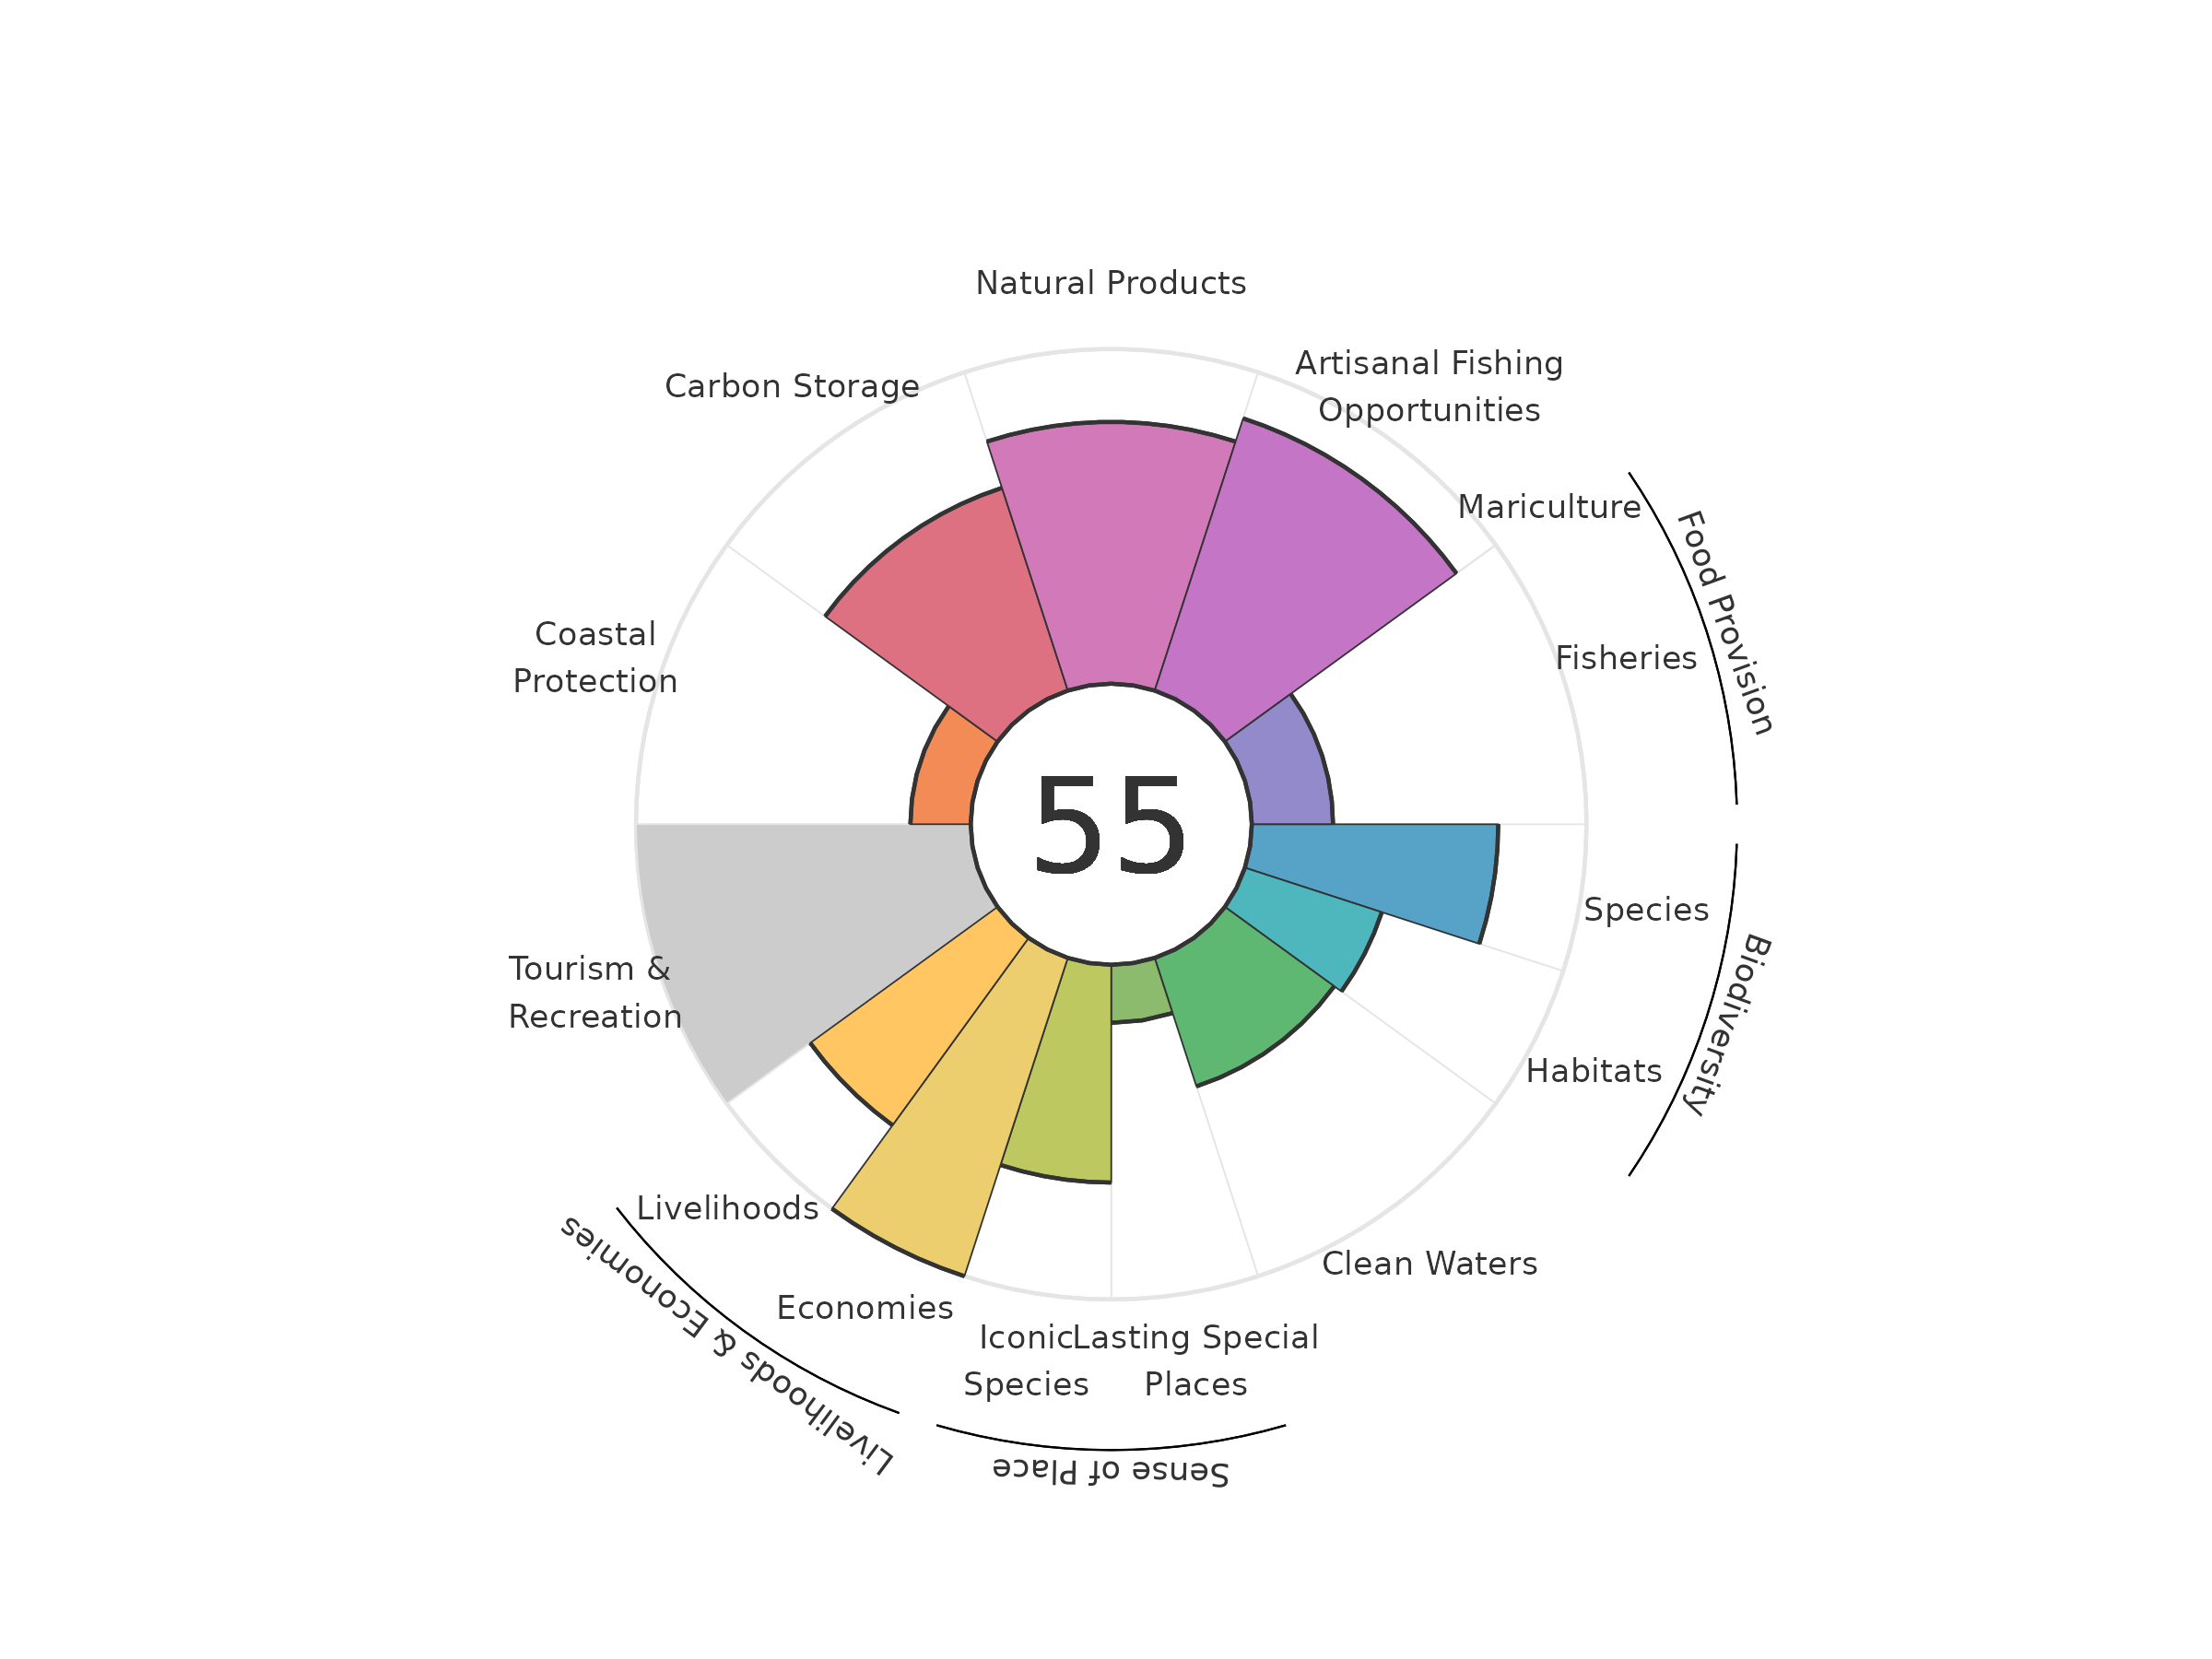 Natural Products
Artisanal Fishing
Opportunities
Carbon Storage
Mariculture
Food Provision
Coastal
Protection
Fisheries
55
Species
Biodiversity
Tourism &
Recreation
Habitats
Livelihoods
Clean Waters
Economies
Livelihoods & Economies
Iconic
Species
Lasting Special
Places
Sense of Place